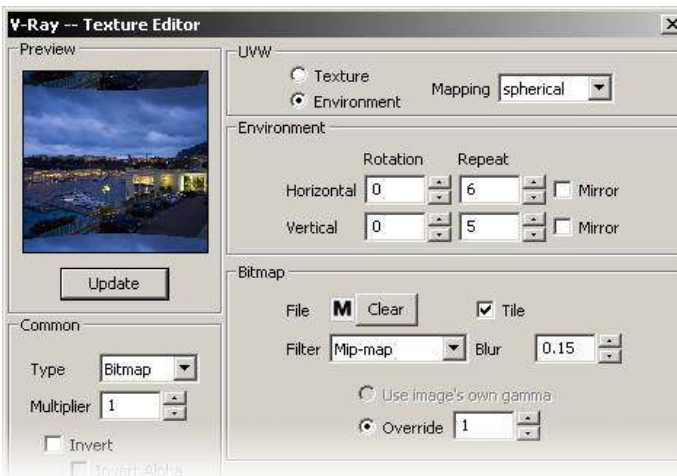 V-Ray -- Texture Editor
Preview
Update
Common
Type Bitmap
Multiplier 1
Invert
Invert Alpha
UVW
Texture
Environment
Mapping spherical
Environment
Rotation Repeat
Horizontal 0 6 Mirror
Vertical 0 5 Mirror
Bitmap
File M Clear Tile
Filter Mip-map Blur 0.15
Use image's own gamma
Override 1